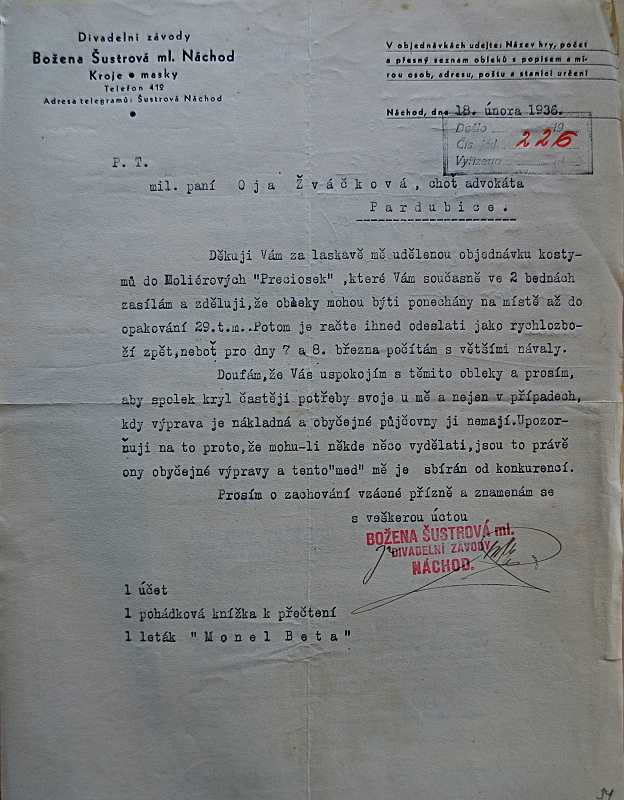 Divadelní závody
Božena Šustrová ml. Náchod
Kroje • masky
Telefon 412
Adresa telegramů: Šustrová Náchod
V objednávkách udejte: Název hry, počet
a přesný seznam obleků s popisem a mí-
rou osob, adresu, poštu a stanici určení
Náchod, dne 18. února 1936.
Došlo 19
Čís. jed. 226
Vyřízeno
P. T.
mil. paní Oja Žváčková, choť advokáta
Pardubice.
Děkuji Vám za laskavě mě udělenou objednávku kosty-
mů do Moliérových "Preciosek", které Vám současně ve 2 bednách
zasílám a zděluji, že obleky mohou býti ponechány na místě až do
opakování 29.t.m.. Potom je račte ihned odeslati jako rychlozbo-
ží zpět, neboť pro dny 7 a 8. března počítám s většími návaly.
Doufám, že Vás uspokojím s těmito obleky a prosím,
aby spolek kryl častěji potřeby svoje u mě a nejen v případech,
kdy výprava je nákladná a obyčejné půjčovny ji nemají. Upozor-
ňuji na to proto, že mohu-li někde něco vydělati, jsou to právě
ony obyčejné výpravy a tento "med" mě je sbírán od konkurencí.
Prosím o zachování vzácné přízně a znamenám se
s veškerou úctou
BOŽENA ŠUSTROVÁ ml.
DIVADELNÍ ZÁVODY
NÁCHOD.
1 účet
1 pohádková knížka k přečtení
1 leták "Monel Beta"